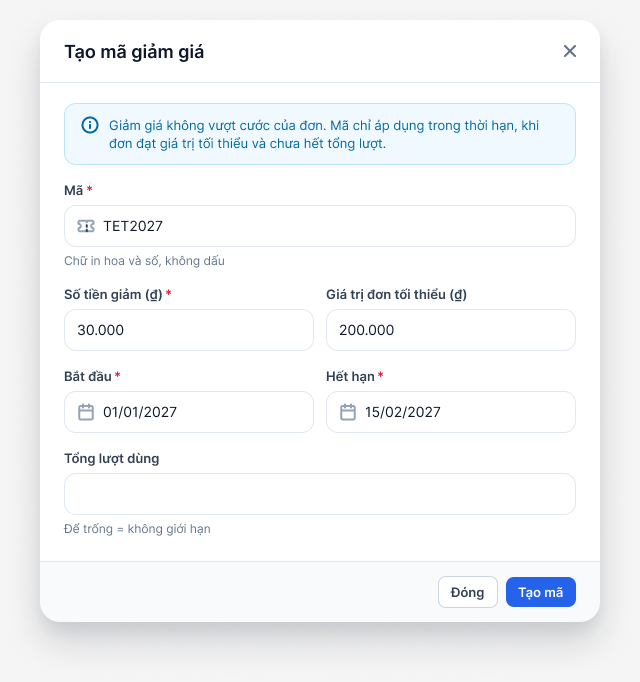 Tạo mã giảm giá
Giảm giá không vượt cước của đơn. Mã chỉ áp dụng trong thời hạn, khi
đơn đạt giá trị tối thiểu và chưa hết tổng lượt.
Mã *
TET2027
Chữ in hoa và số, không dấu
Số tiền giảm (₫) *
Giá trị đơn tối thiểu (₫)
30.000
200.000
Bắt đầu *
Hết hạn *
01/01/2027
15/02/2027
Tổng lượt dùng
Để trống = không giới hạn
Đóng
Tạo mã